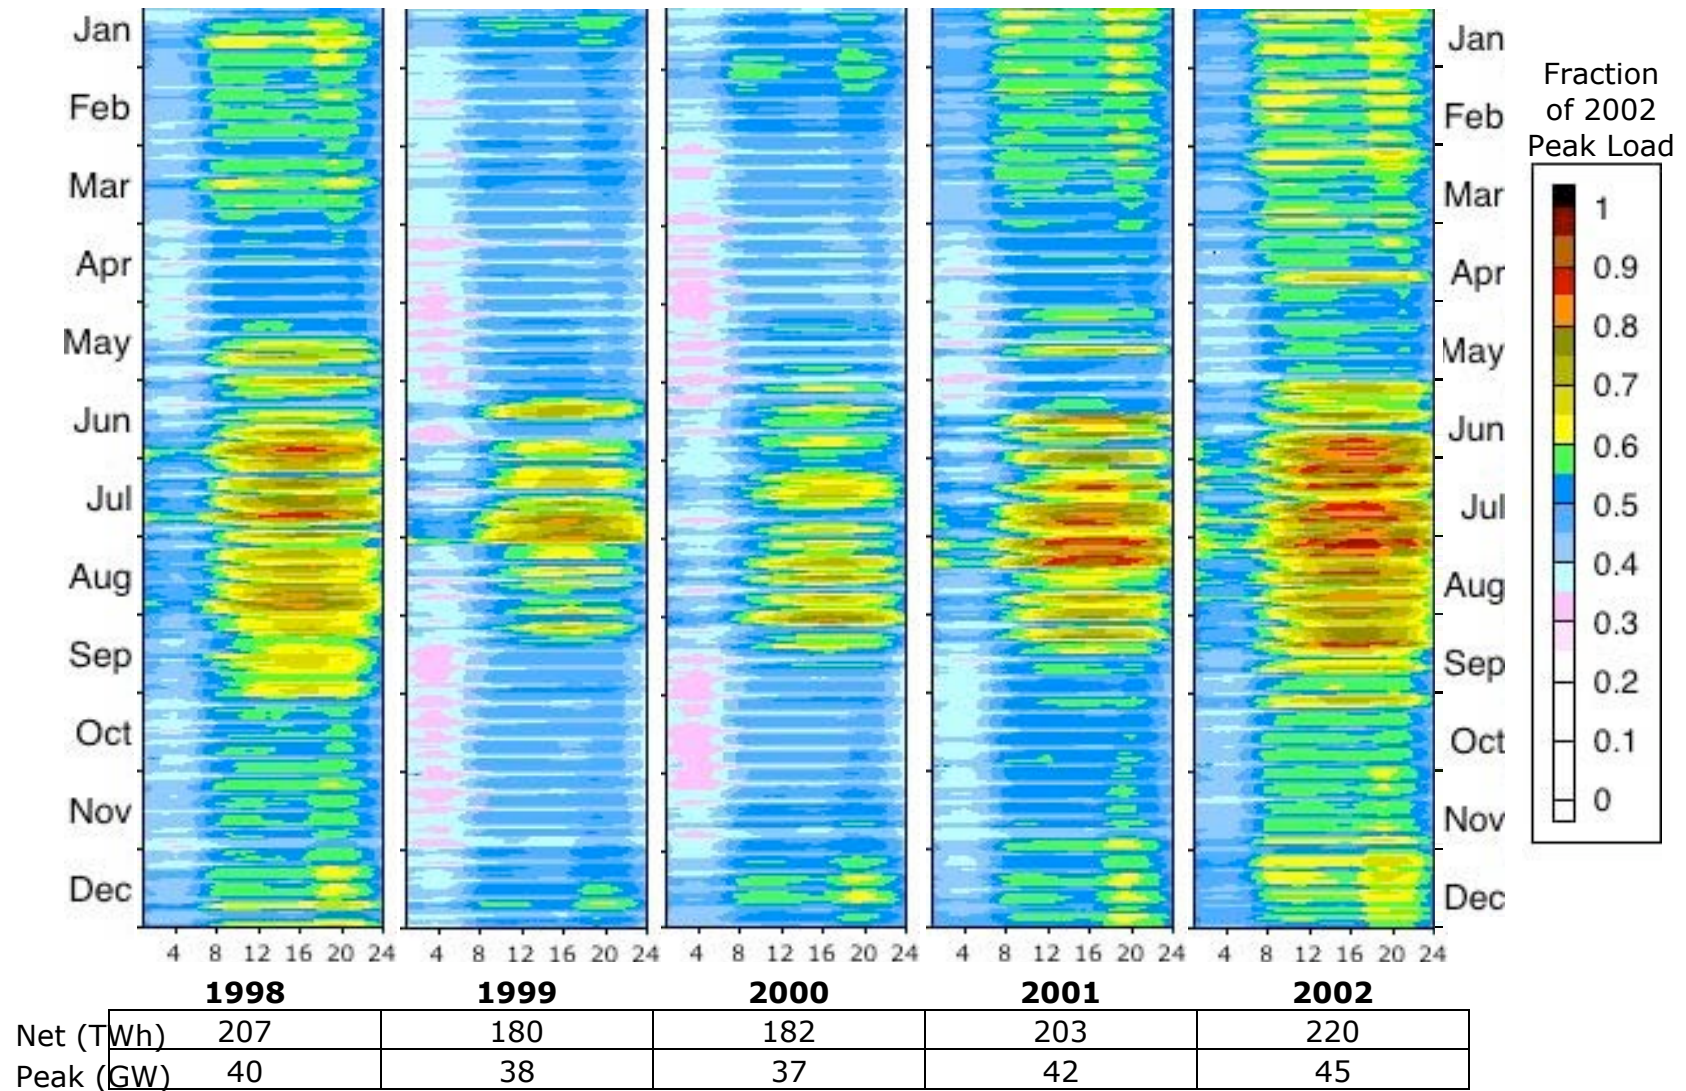 Jan
Feb
Mar
Apr
May
Jun
Jul
Aug
Sep
Oct
Nov
Dec
Jan
Feb
Mar
Apr
May
Jun
Jul
Aug
Sep
Oct
Nov
Dec
Fraction
of 2002
Peak Load
1
0.9
0.8
0.7
0.6
0.5
0.4
0.3
0.2
0.1
0
4 8 12 16 20 24 4 8 12 16 20 24 4 8 12 16 20 24 4 8 12 16 20 24 4 8 12 16 20 24
1998 1999 2000 2001 2002
Net (TWh) 207 180 182 203 220
Peak (GW) 40 38 37 42 45